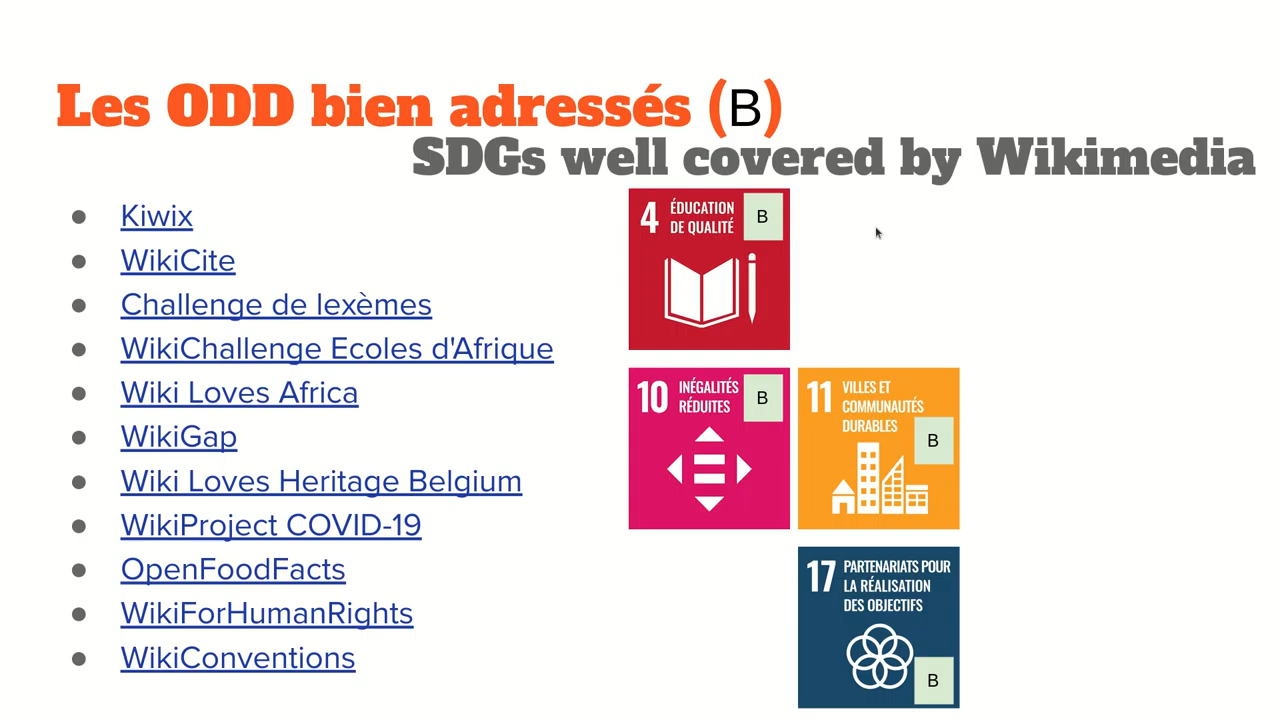 Les ODD bien adressés (B)
SDGs well covered by Wikimedia
● Kiwix
● WikiCite
● Challenge de lexèmes
● WikiChallenge Ecoles d'Afrique
● Wiki Loves Africa
● WikiGap
● Wiki Loves Heritage Belgium
● WikiProject COVID-19
● OpenFoodFacts
● WikiForHumanRights
● WikiConventions
4 ÉDUCATION
DE QUALITÉ
B
10 INÉGALITÉS
RÉDUITES
B
11 VILLES ET
COMMUNAUTÉS
DURABLES
B
17 PARTENARIATS POUR
LA RÉALISATION
DES OBJECTIFS
B